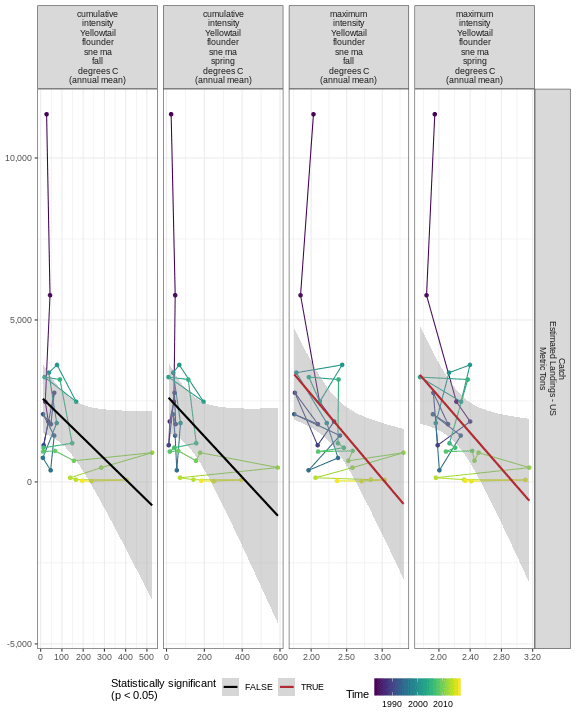 cumulative
intensity
Yellowtail
flounder
sne ma
fall
degrees C
(annual mean)
cumulative
intensity
Yellowtail
flounder
sne ma
spring
degrees C
(annual mean)
maximum
intensity
Yellowtail
flounder
sne ma
fall
degrees C
(annual mean)
maximum
intensity
Yellowtail
flounder
sne ma
spring
degrees C
(annual mean)
10,000
5,000
0
-5,000
Catch
Estimated Landings - US
Metric Tons
0 100 200 300 400 500
0 200 400 600
2.00 2.50 3.00
2.00 2.40 2.80 3.20
Statistically significant
(p < 0.05)
FALSE
TRUE
Time
1990 2000 2010